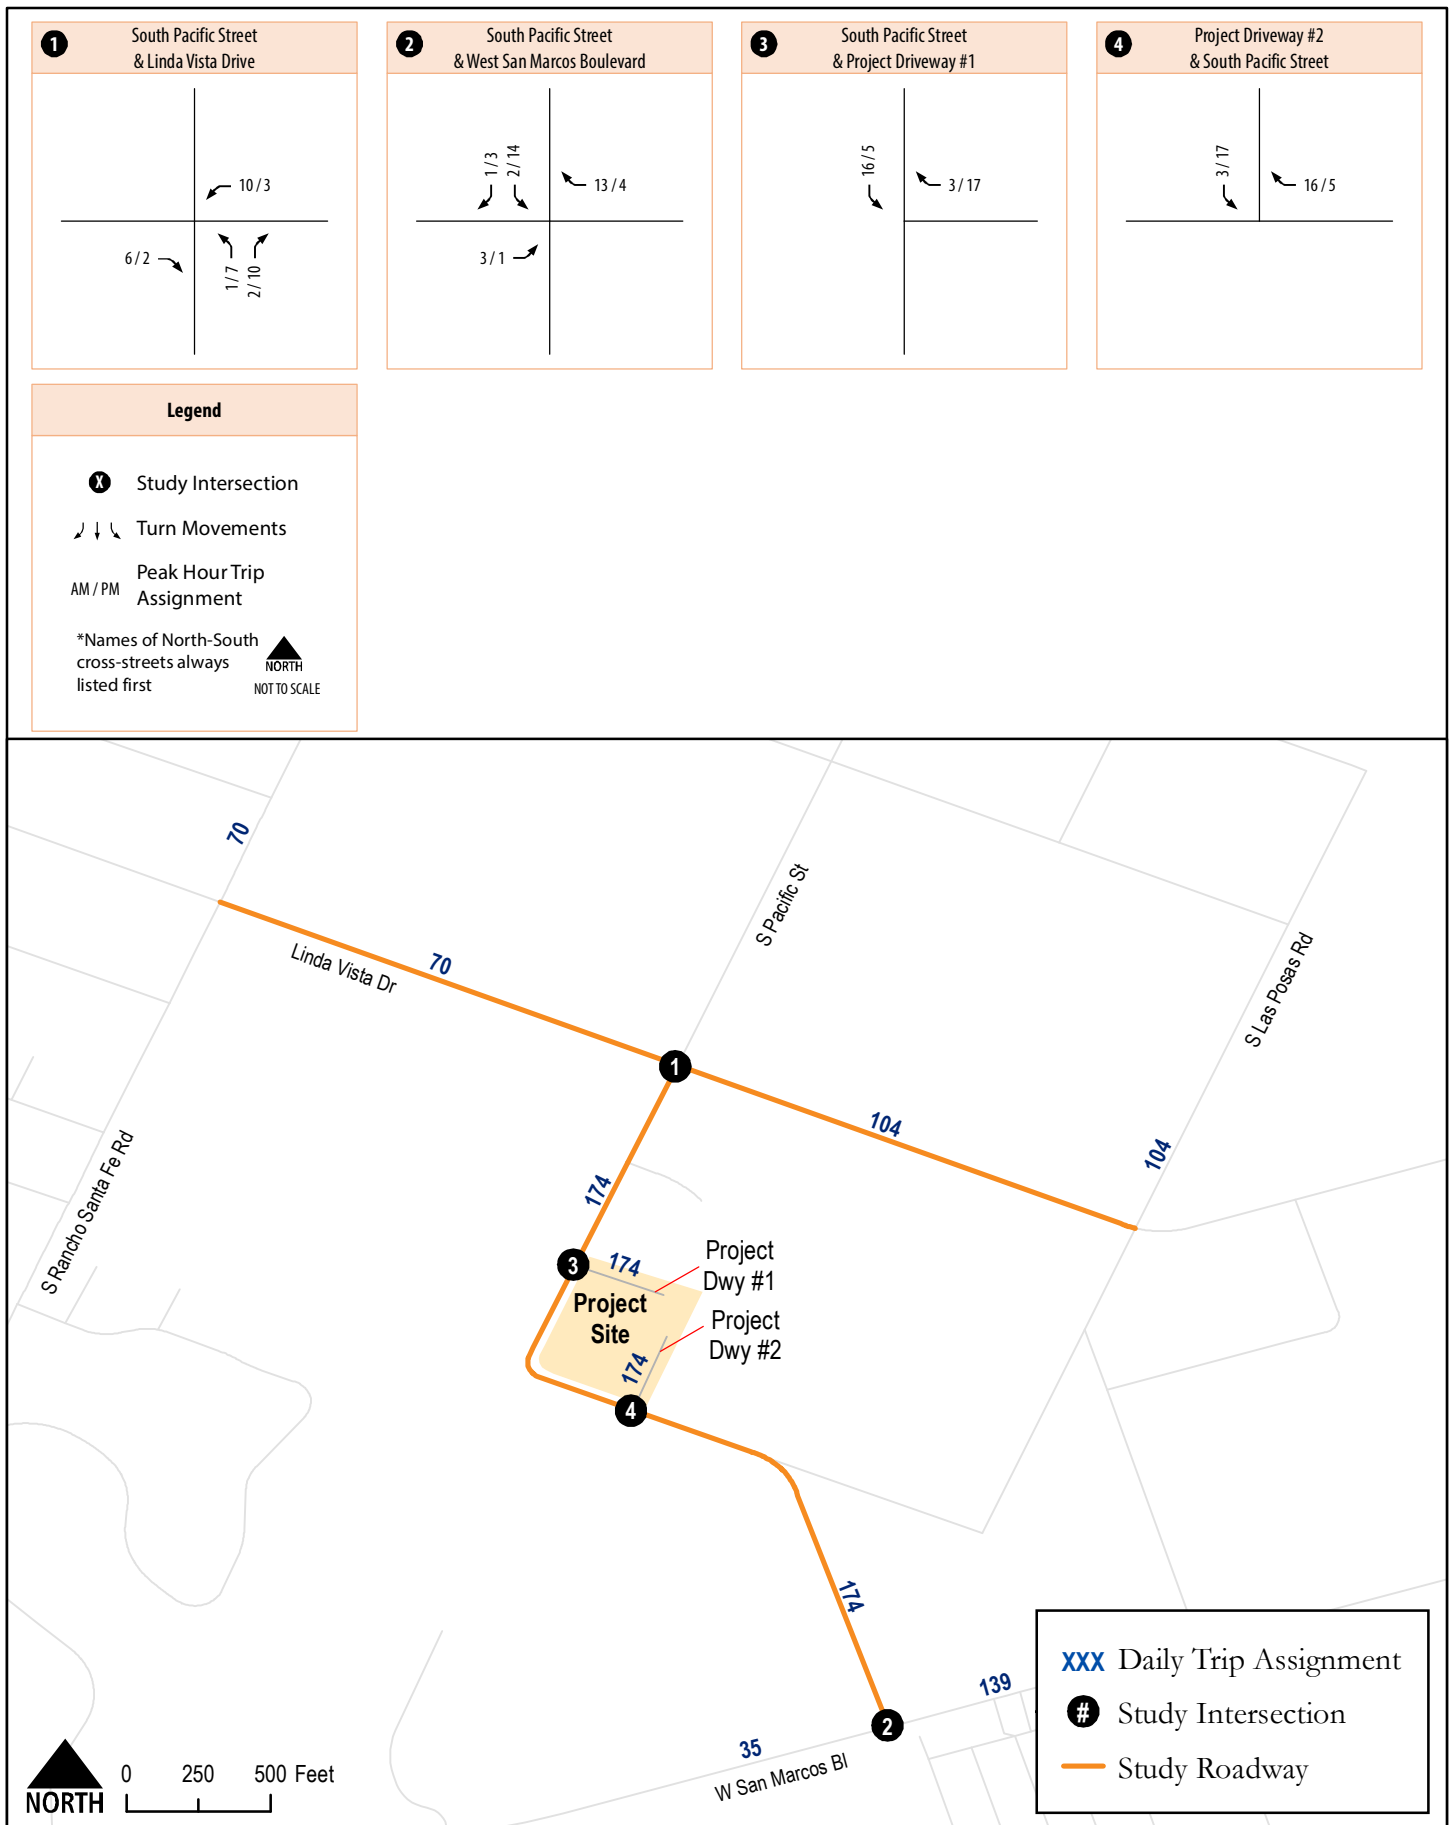 1
South Pacific Street
& Linda Vista Drive
10 / 3
6 / 2
1 / 7
2 / 10
2
South Pacific Street
& West San Marcos Boulevard
1 / 3
2 / 14
13 / 4
3 / 1
3
South Pacific Street
& Project Driveway #1
16 / 5
3 / 17
4
Project Driveway #2
& South Pacific Street
3 / 17
16 / 5
Legend
X Study Intersection
Turn Movements
AM / PM
Peak Hour Trip
Assignment
*Names of North-South
cross-streets always
listed first
NORTH
NOT TO SCALE
70
S Pacific St
Linda Vista Dr
70
S Las Posas Rd
1
104
104
S Rancho Santa Fe Rd
174
3
174
Project
Dwy #1
Project
Site
Project
Dwy #2
174
4
174
139
2
35
W San Marcos Bl
XXX Daily Trip Assignment
# Study Intersection
Study Roadway
NORTH
0 250 500 Feet